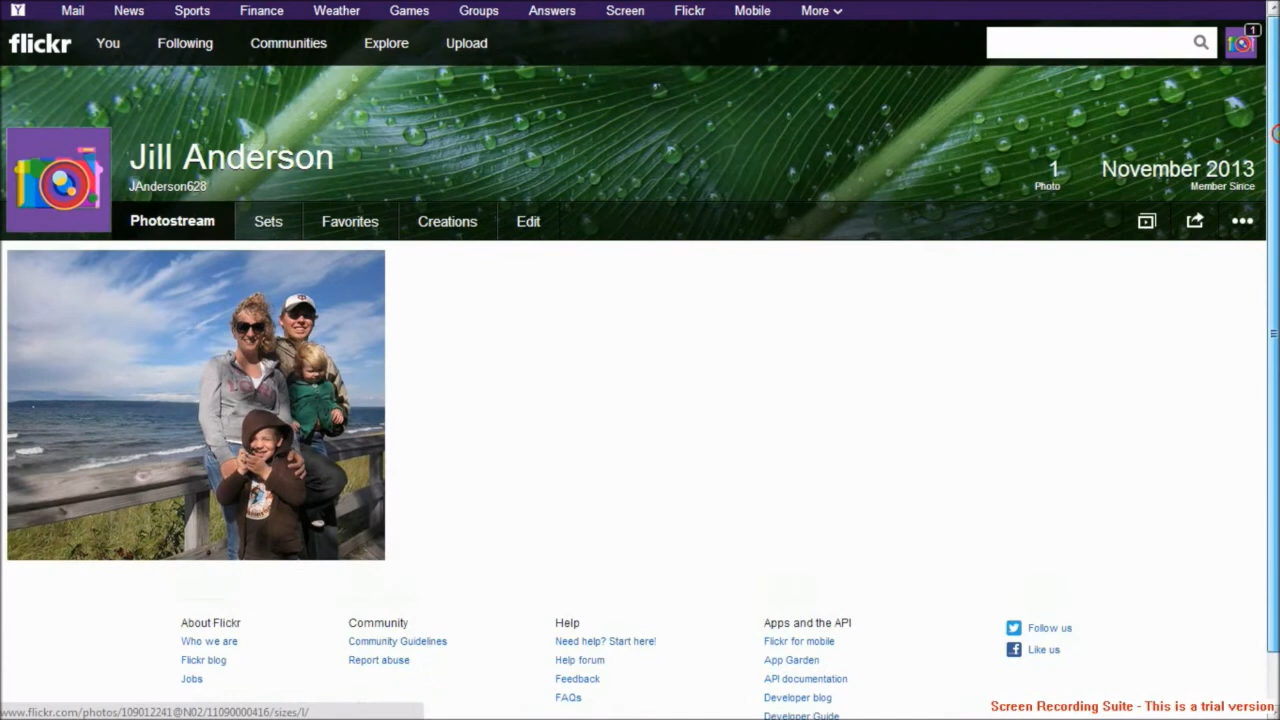 Y Mail News Sports Finance Weather Games Groups Answers Screen Flickr Mobile More
flickr You Following Communities Explore Upload
1
Jill Anderson
JAnderson628
1
Photo
November 2013
Member Since
Photostream Sets Favorites Creations Edit
About Flickr
Who we are
Flickr blog
Jobs
Community
Community Guidelines
Report abuse
Help
Need help? Start here!
Help forum
Feedback
FAQs
Apps and the API
Flickr for mobile
App Garden
API documentation
Developer blog
Developer Guide
Follow us
Like us
www.flickr.com/photos/109012241@N02/11090000416/sizes/l/
Screen Recording Suite - This is a trial version